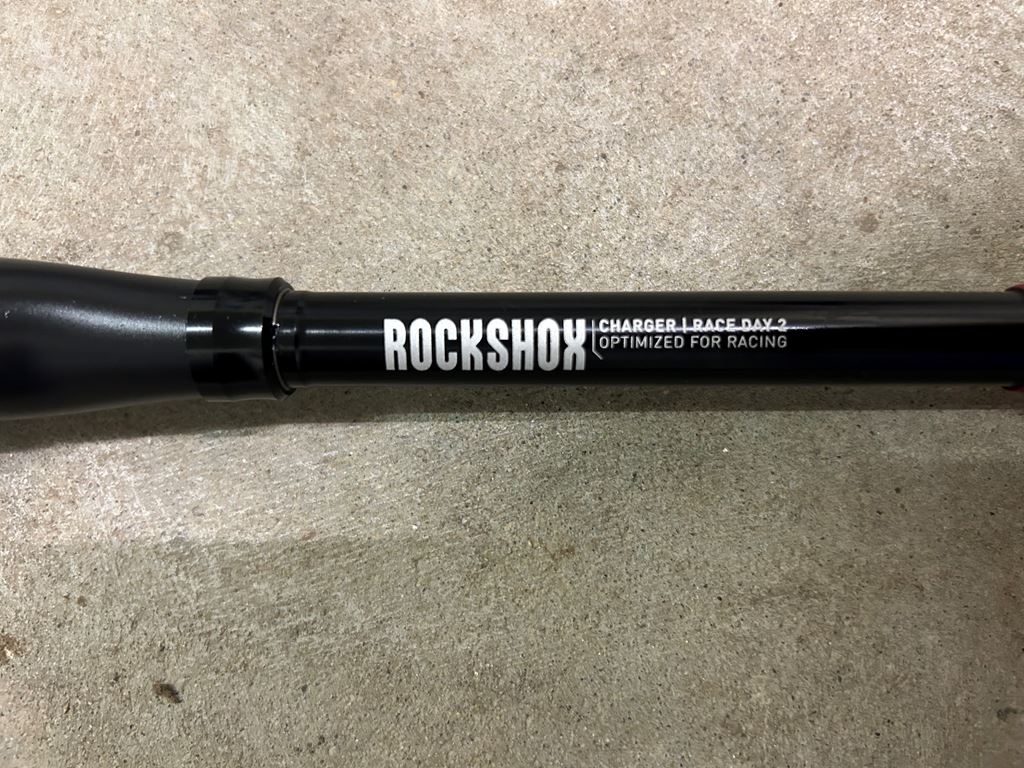 ROCKSHOX
CHARGER | RACE DAY 2
OPTIMIZED FOR RACING